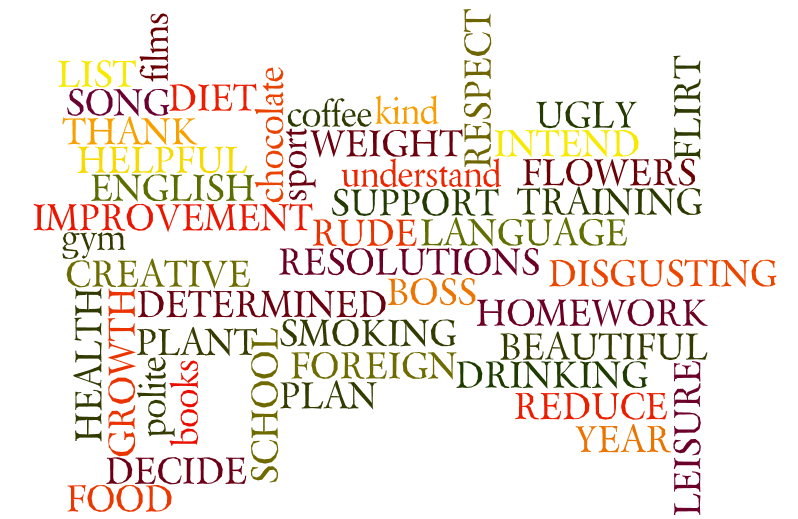 films
RESPECT
LIST
SONG
DIET
chocolate
coffee
kind
UGLY
FLIRT
THANK
sport
WEIGHT
INTEND
HELPFUL
understand
FLOWERS
ENGLISH
SUPPORT
TRAINING
IMPROVEMENT
gym
RUDE
LANGUAGE
CREATIVE
RESOLUTIONS
DISGUSTING
HEALTH
GROWTH
DETERMINED
BOSS
HOMEWORK
PLANT
SMOKING
BEAUTIFUL
polite
books
SCHOOL
FOREIGN
DRINKING
PLAN
REDUCE
LEISURE
YEAR
DECIDE
FOOD